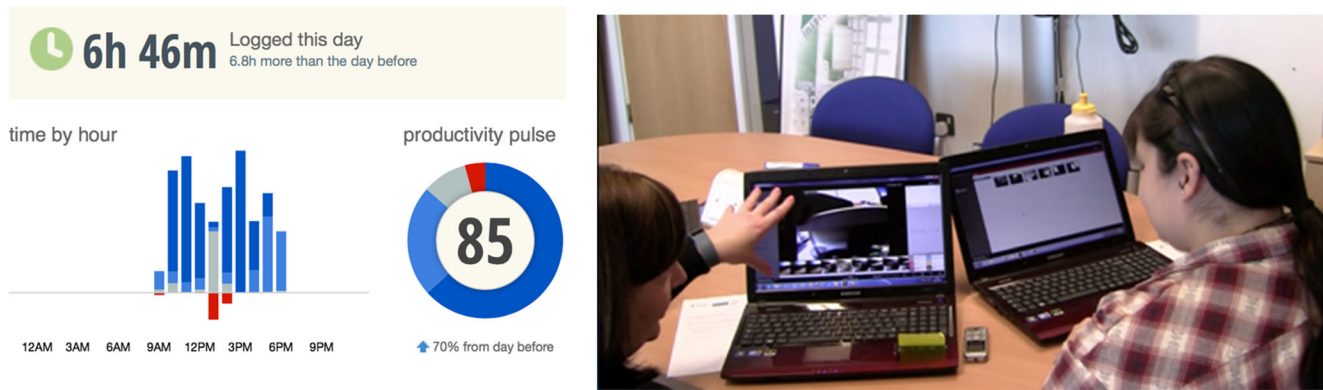 6h 46m
Logged this day
6.8h more than the day before
time by hour
productivity pulse
85
12AM 3AM 6AM 9AM 12PM 3PM 6PM 9PM
70% from day before
SAMSUNG
SAMSUNG